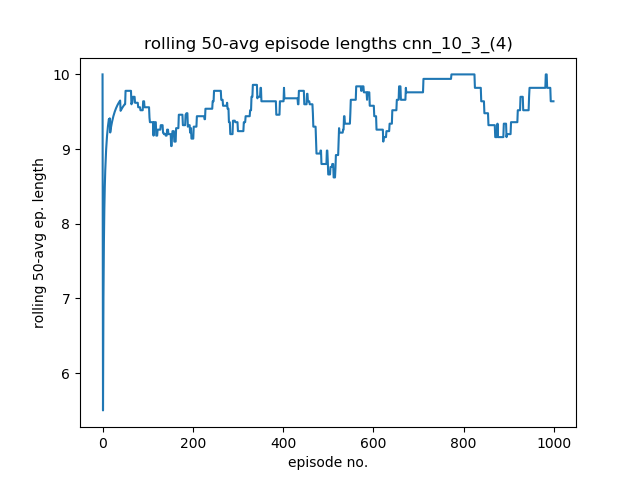 rolling 50-avg episode lengths cnn_10_3_(4)
rolling 50-avg ep. length
10
9
8
7
6
0 200 400 600 800 1000
episode no.